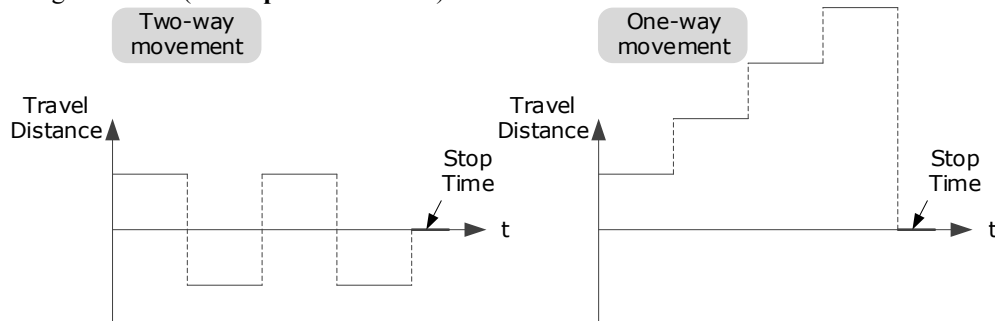 Two-way
movement
Travel
Distance
Stop
Time
t
One-way
movement
Travel
Distance
Stop
Time
t